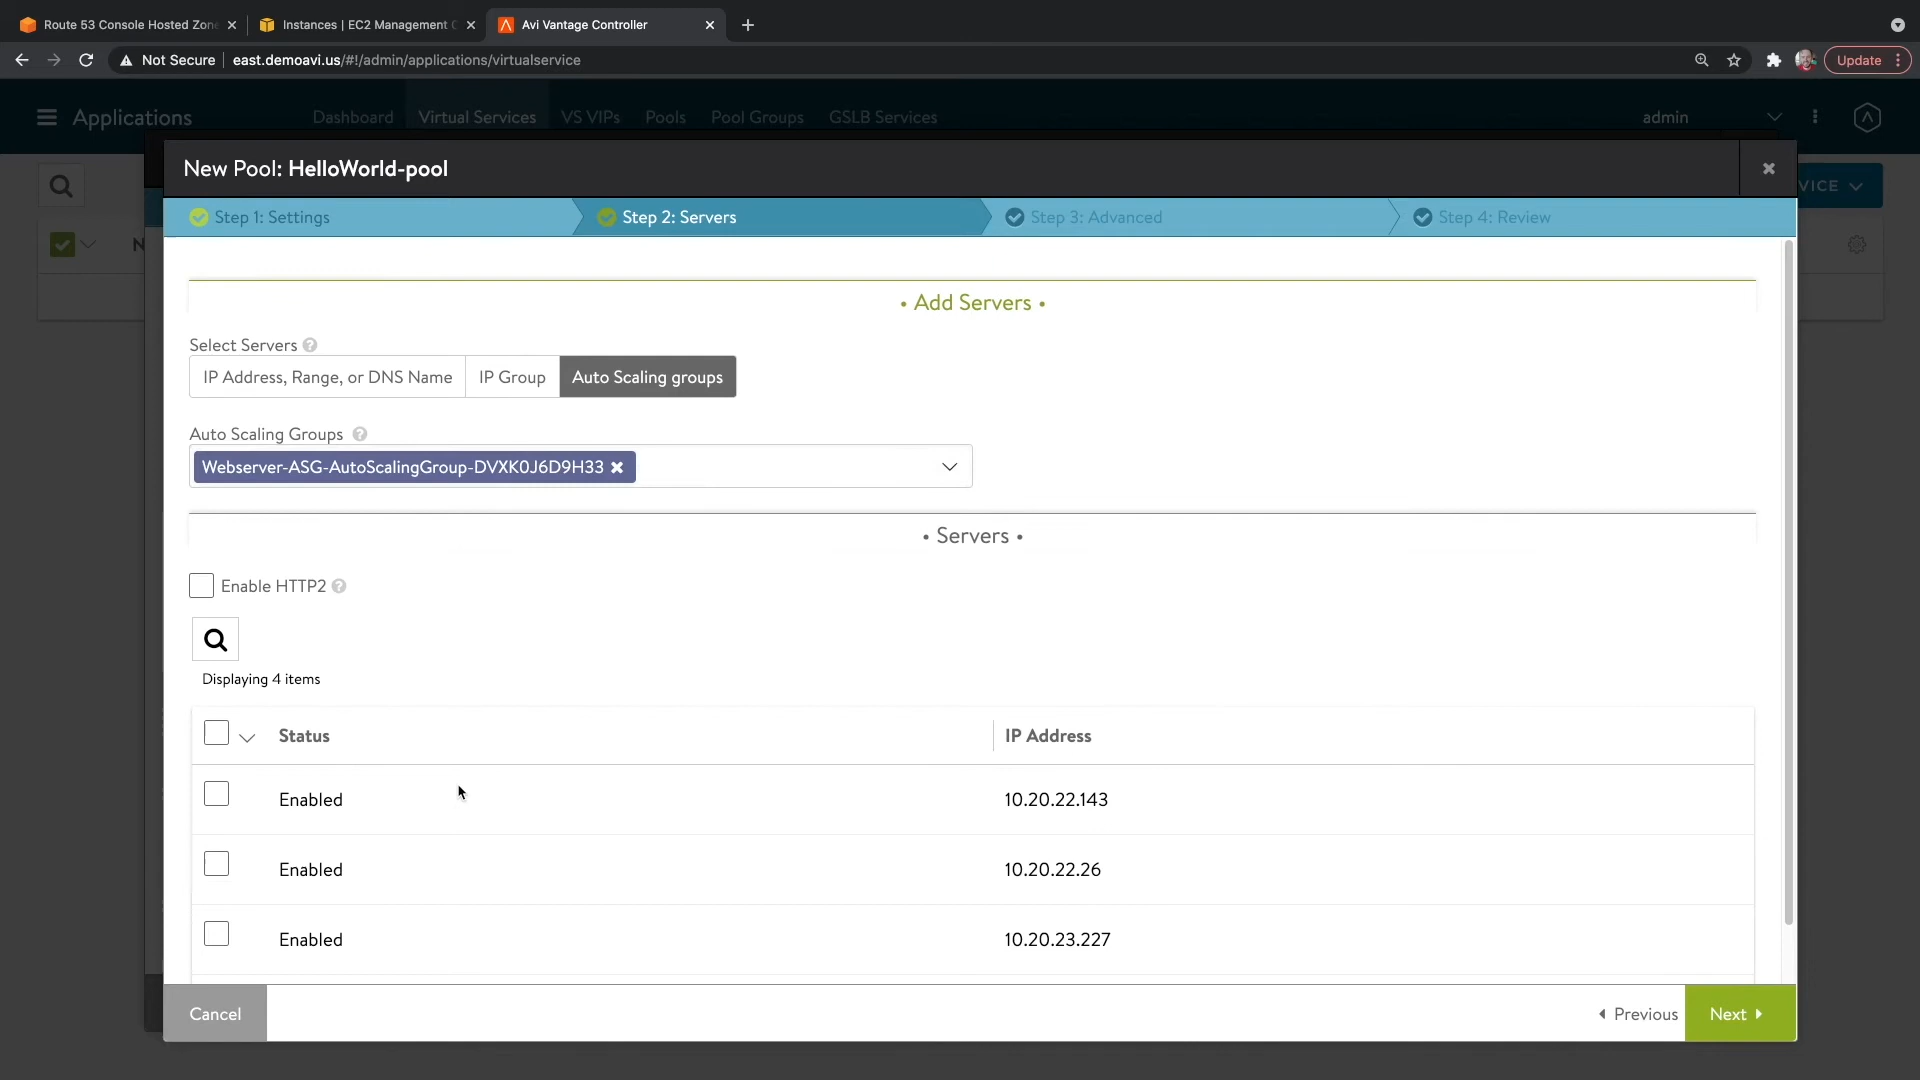 Route 53 Console Hosted Zone
Instances | EC2 Management C
Avi Vantage Controller
Not Secure
east.demoavi.us/#!/admin/applications/virtualservice
Update
Applications
Dashboard
Virtual Services
VS VIPs
Pools
Pool Groups
GSLB Services
admin
New Pool: HelloWorld-pool
VICE
N
Step 1: Settings
Step 2: Servers
Step 3: Advanced
Step 4: Review
• Add Servers •
Select Servers ?
IP Address, Range, or DNS Name
IP Group
Auto Scaling groups
Auto Scaling Groups ?
Webserver-ASG-AutoScalingGroup-DVXK0J6D9H33
• Servers •
Enable HTTP2 ?
Displaying 4 items
Status
IP Address
Enabled
10.20.22.143
Enabled
10.20.22.26
Enabled
10.20.23.227
Cancel
Previous
Next